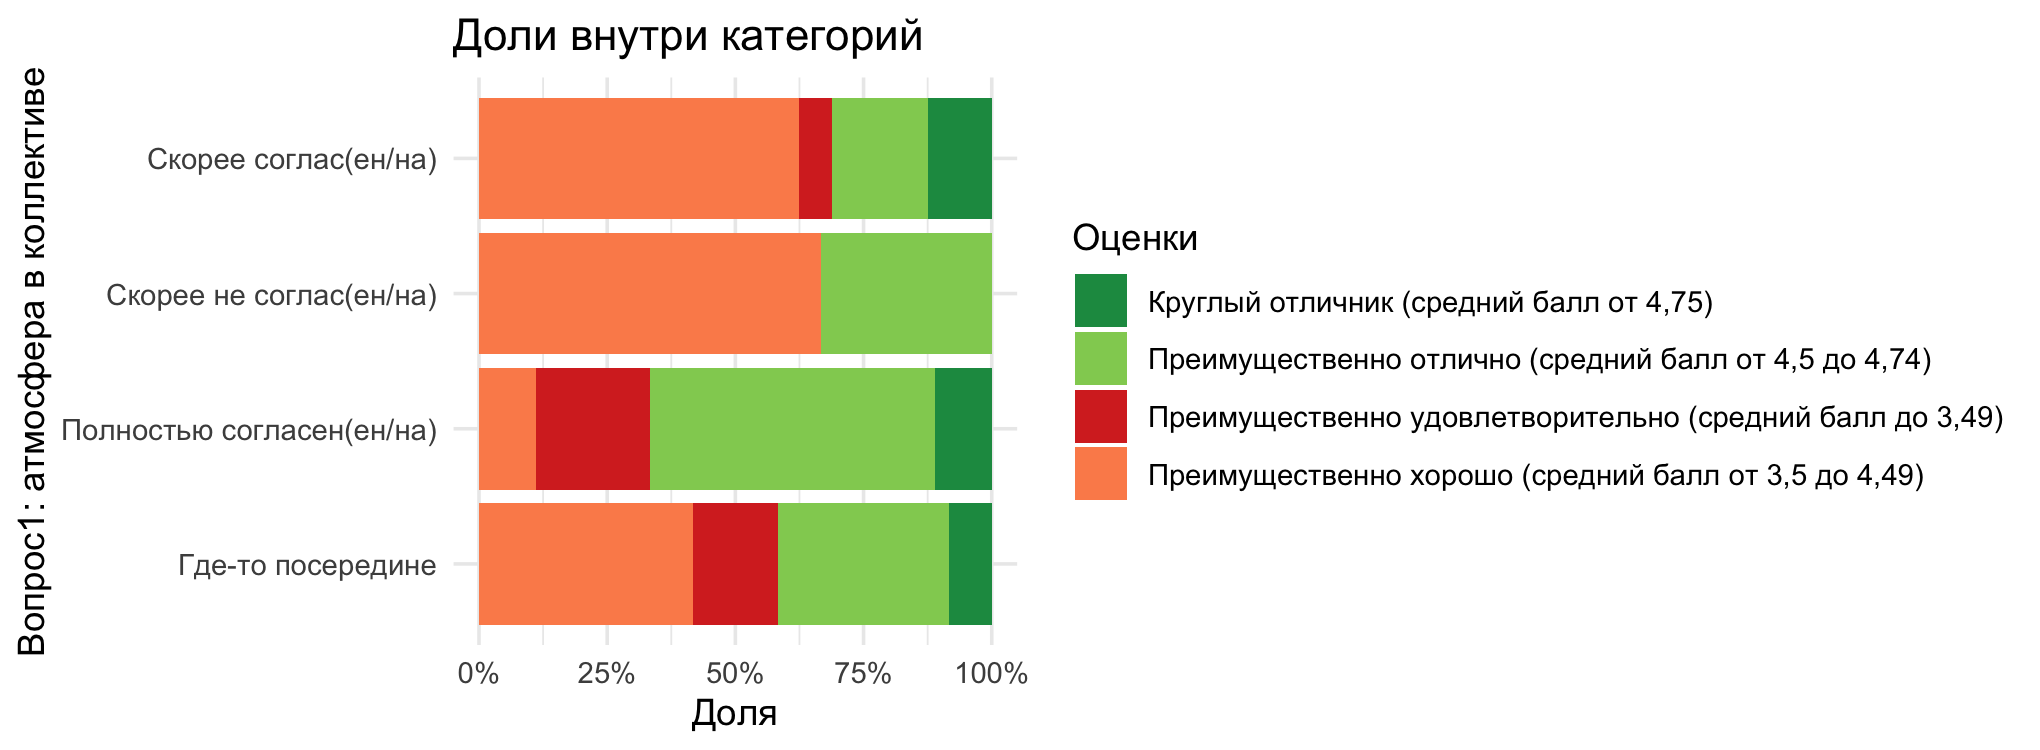 Доли внутри категорий
Вопрос1: атмосфера в коллективе
Скорее соглас(ен/на)
Скорее не соглас(ен/на)
Полностью согласен(ен/на)
Где-то посередине
0% 25% 50% 75% 100%
Доля
Оценки
Круглый отличник (средний балл от 4,75)
Преимущественно отлично (средний балл от 4,5 до 4,74)
Преимущественно удовлетворительно (средний балл до 3,49)
Преимущественно хорошо (средний балл от 3,5 до 4,49)